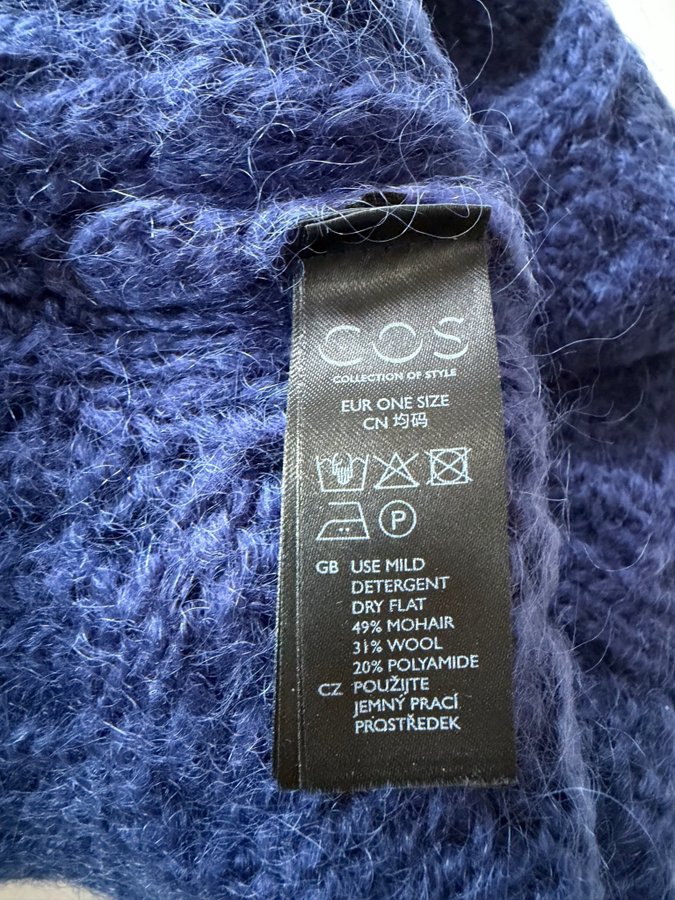 COS
COLLECTION OF STYLE
EUR ONE SIZE
CN 均码
P
GB USE MILD
DETERGENT
DRY FLAT
49% MOHAIR
31% WOOL
20% POLYAMIDE
CZ POUŽIJTE
JEMNÝ PRACÍ
PROSTŘEDEK